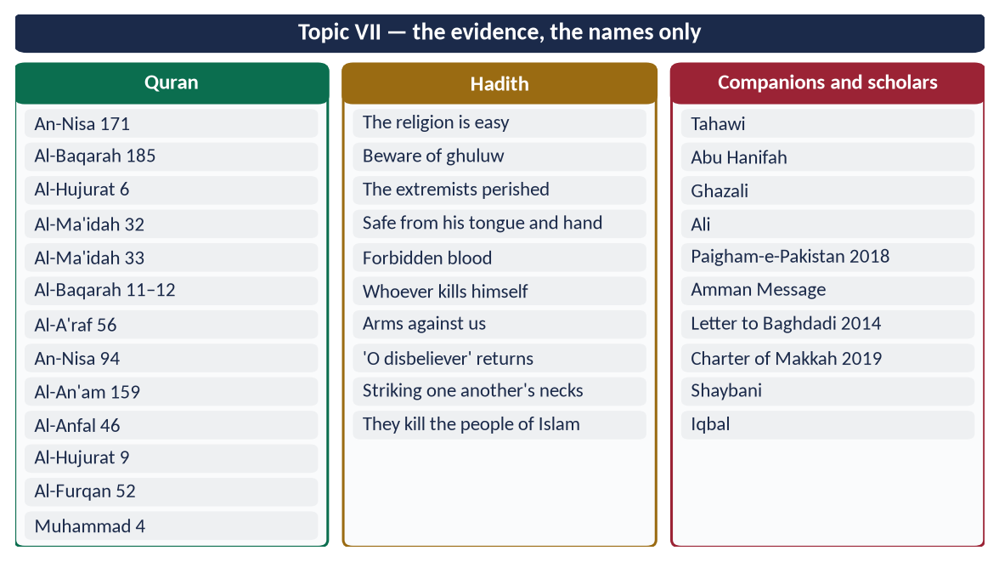 Topic VII — the evidence, the names only
Quran
An-Nisa 171
Al-Baqarah 185
Al-Hujurat 6
Al-Ma'idah 32
Al-Ma'idah 33
Al-Baqarah 11–12
Al-A'raf 56
An-Nisa 94
Al-An'am 159
Al-Anfal 46
Al-Hujurat 9
Al-Furqan 52
Muhammad 4
Hadith
The religion is easy
Beware of ghuluw
The extremists perished
Safe from his tongue and hand
Forbidden blood
Whoever kills himself
Arms against us
'O disbeliever' returns
Striking one another's necks
They kill the people of Islam
Companions and scholars
Tahawi
Abu Hanifah
Ghazali
Ali
Paigham-e-Pakistan 2018
Amman Message
Letter to Baghdadi 2014
Charter of Makkah 2019
Shaybani
Iqbal